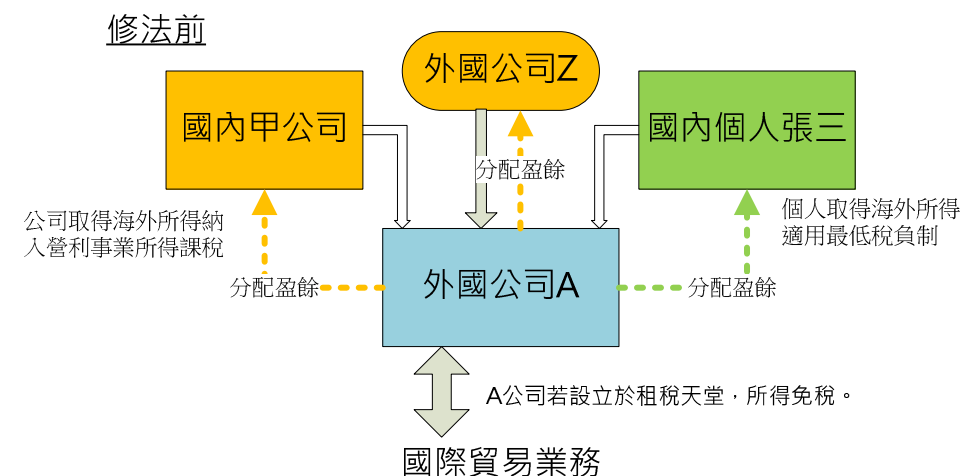 修法前
外國公司Z
國內甲公司
國內個人張三
分配盈餘
公司取得海外所得納
入營利事業所得課稅
個人取得海外所得
適用最低稅負制
分配盈餘
外國公司A
分配盈餘
A公司若設立於租稅天堂，所得免稅。
國際貿易業務